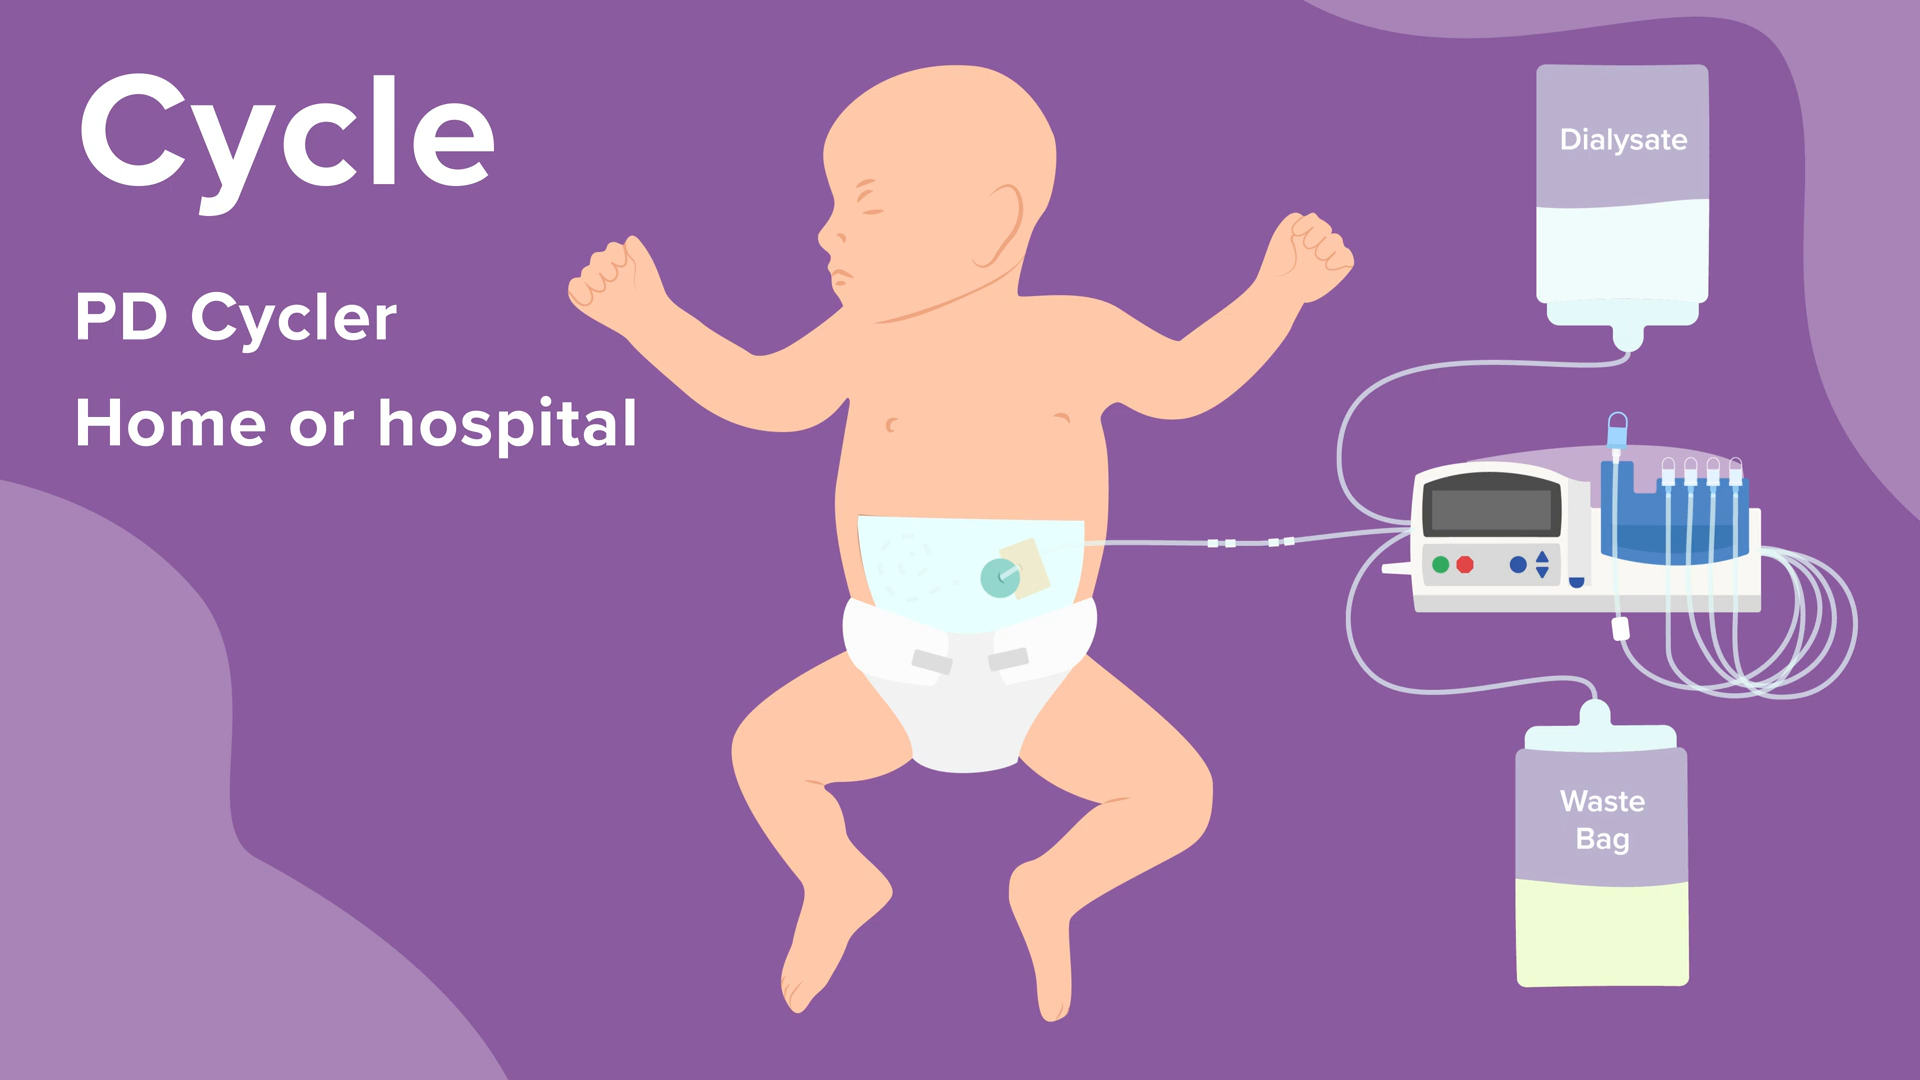 Cycle
PD Cycler
Home or hospital
Dialysate
Waste
Bag